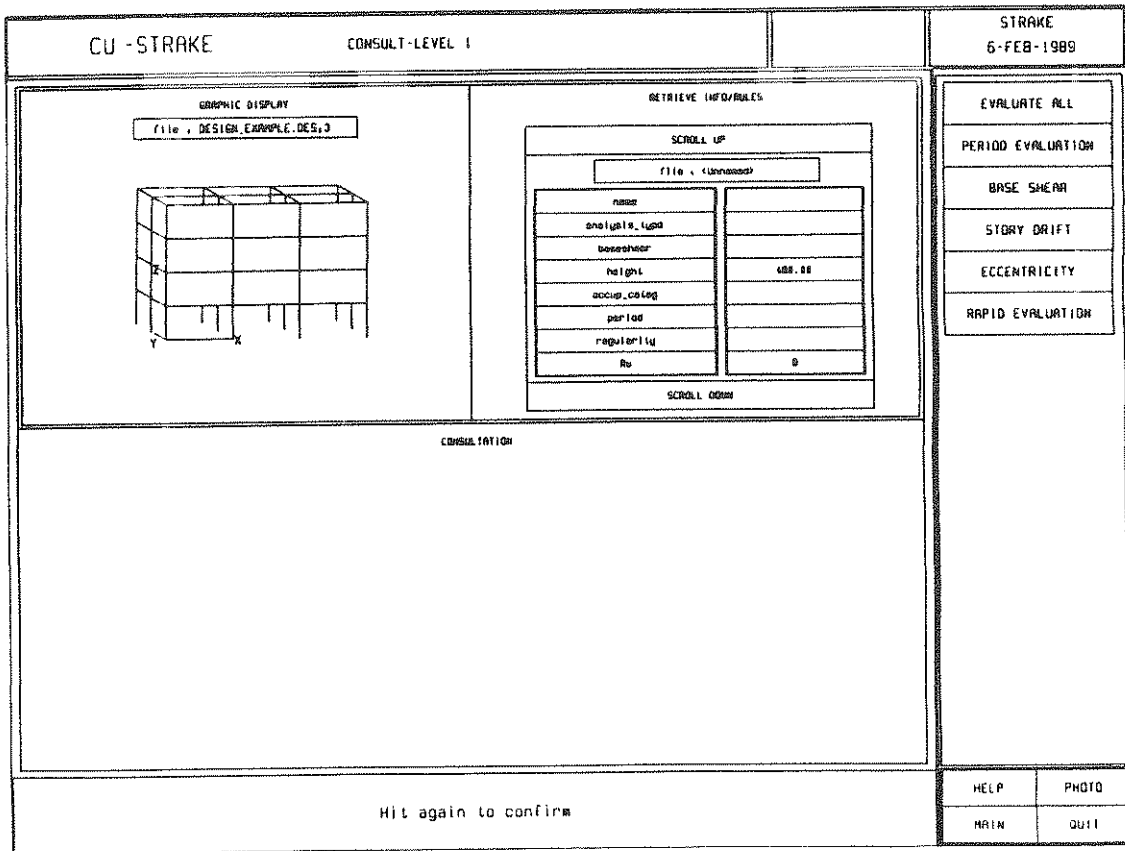 CU -STRAKE
CONSULT-LEVEL 1
STRAKE
6-FEB-1989
GRAPHIC DISPLAY
file , DESIGN_EXAMPLE.DES;3
Z
Y
X
RETRIEVE INFO/RULES
SCROLL UP
file , (Unnamed)
name
analysis_type
baseshear
height
occup_categ
period
regularity
Rw
SCROLL DOWN
CONSULTATION
EVALUATE ALL
PERIOD EVALUATION
BASE SHEAR
STORY DRIFT
ECCENTRICITY
RAPID EVALUATION
Hit again to confirm
HELP
PHOTO
MAIN
QUIT